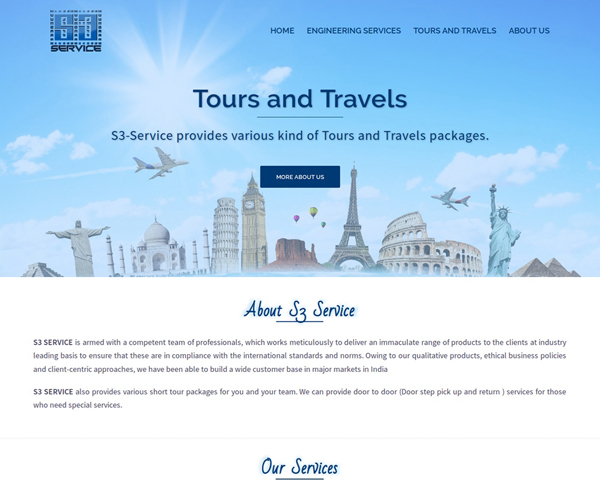 S3
SERVICE
HOME ENGINEERING SERVICES TOURS AND TRAVELS ABOUT US
Tours and Travels
S3-Service provides various kind of Tours and Travels packages.
MORE ABOUT US
About S3 Service
S3 SERVICE is armed with a competent team of professionals, which works meticulously to deliver an immaculate range of products to the clients at industry
leading basis to ensure that these are in compliance with the international standards and norms. Owing to our qualitative products, ethical business policies
and client-centric approaches, we have been able to build a wide customer base in major markets in India
S3 SERVICE also provides various short tour packages for you and your team. We can provide door to door (Door step pick up and return ) services for those
who need special services.
Our Services